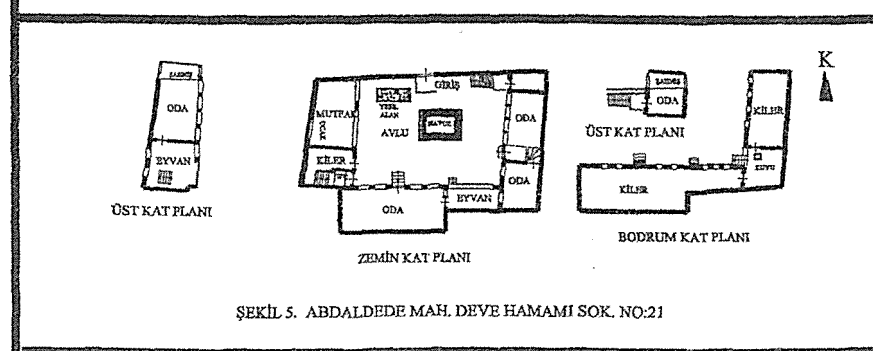 K
ODA
EYVAN
ÜST KAT PLANI
GİRİŞ
MUTFAK
YEŞİL
ALAN
AVLU
HAVUZ
ODA
KİLER
ODA
EYVAN
ODA
ZEMİN KAT PLANI
ODA
ÜST KAT PLANI
KİLER
KUYU
KİLER
BODRUM KAT PLANI
ŞEKİL 5. ABDALDEDE MAH. DEVE HAMAMI SOK. NO:21